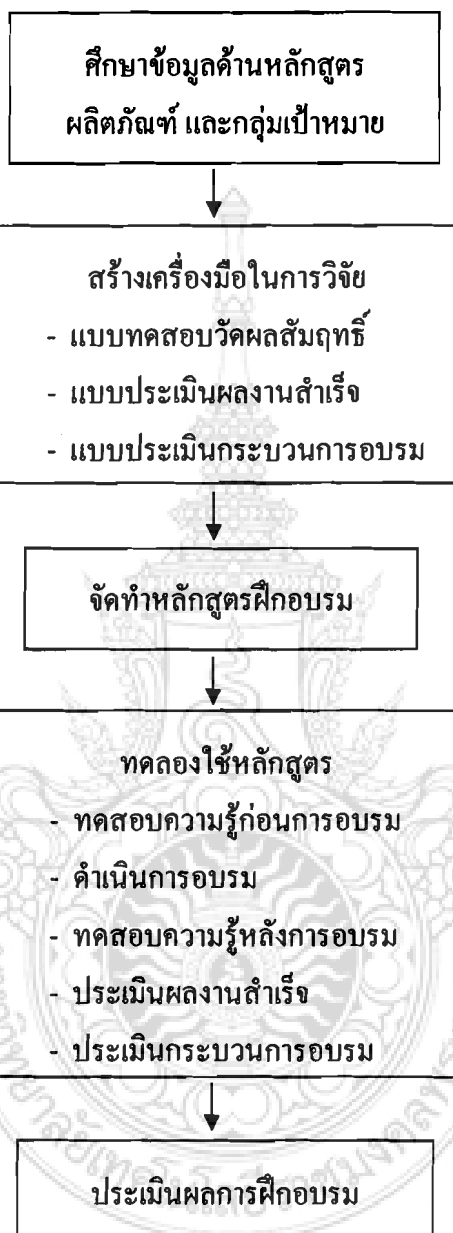 ศึกษาข้อมูลด้านหลักสูตร
ผลิตภัณฑ์ และกลุ่มเป้าหมาย
สร้างเครื่องมือในการวิจัย
- แบบทดสอบวัดผลสัมฤทธิ์
- แบบประเมินผลงานสำเร็จ
- แบบประเมินกระบวนการอบรม
จัดทำหลักสูตรฝึกอบรม
ทดลองใช้หลักสูตร
- ทดสอบความรู้ก่อนการอบรม
- ดำเนินการอบรม
- ทดสอบความรู้หลังการอบรม
- ประเมินผลงานสำเร็จ
- ประเมินกระบวนการอบรม
ประเมินผลการฝึกอบรม